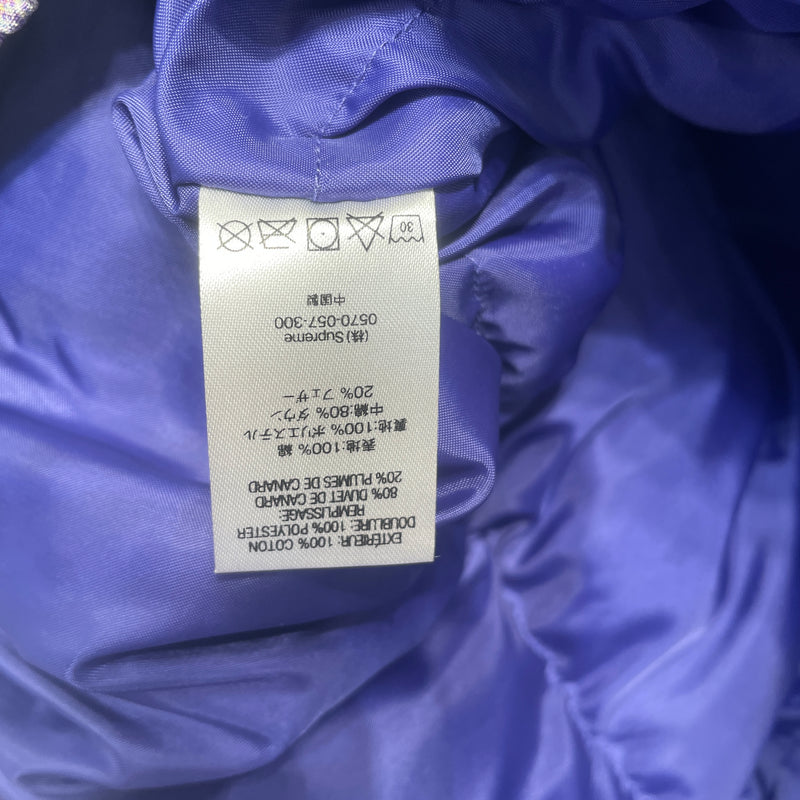 EXTÉRIEUR: 100% COTON
DOUBLURE: 100% POLYESTER
REMPLISSAGE:
80% DUVET DE CANARD
20% PLUMES DE CANARD
表地:100% 綿
裏地:100% ポリエステル
中綿:80% ダウン
20% フェザー
(株)Supreme
0570-057-300
中国製
30